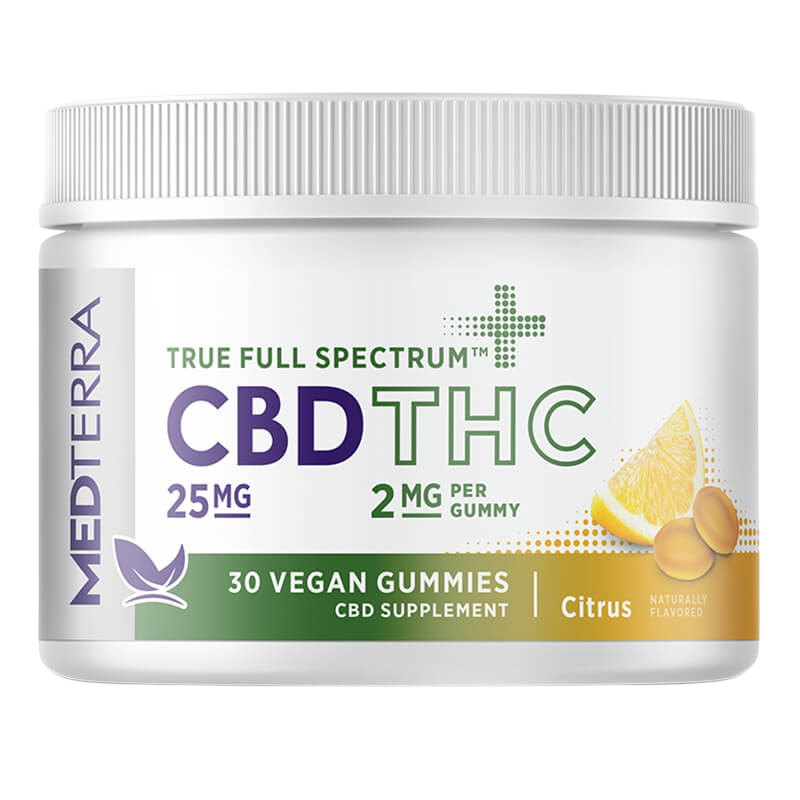 MEDTERRA
TRUE FULL SPECTRUM™
CBDTHC
25MG
2MG PER GUMMY
30 VEGAN GUMMIES
CBD SUPPLEMENT
Citrus
NATURALLY
FLAVORED